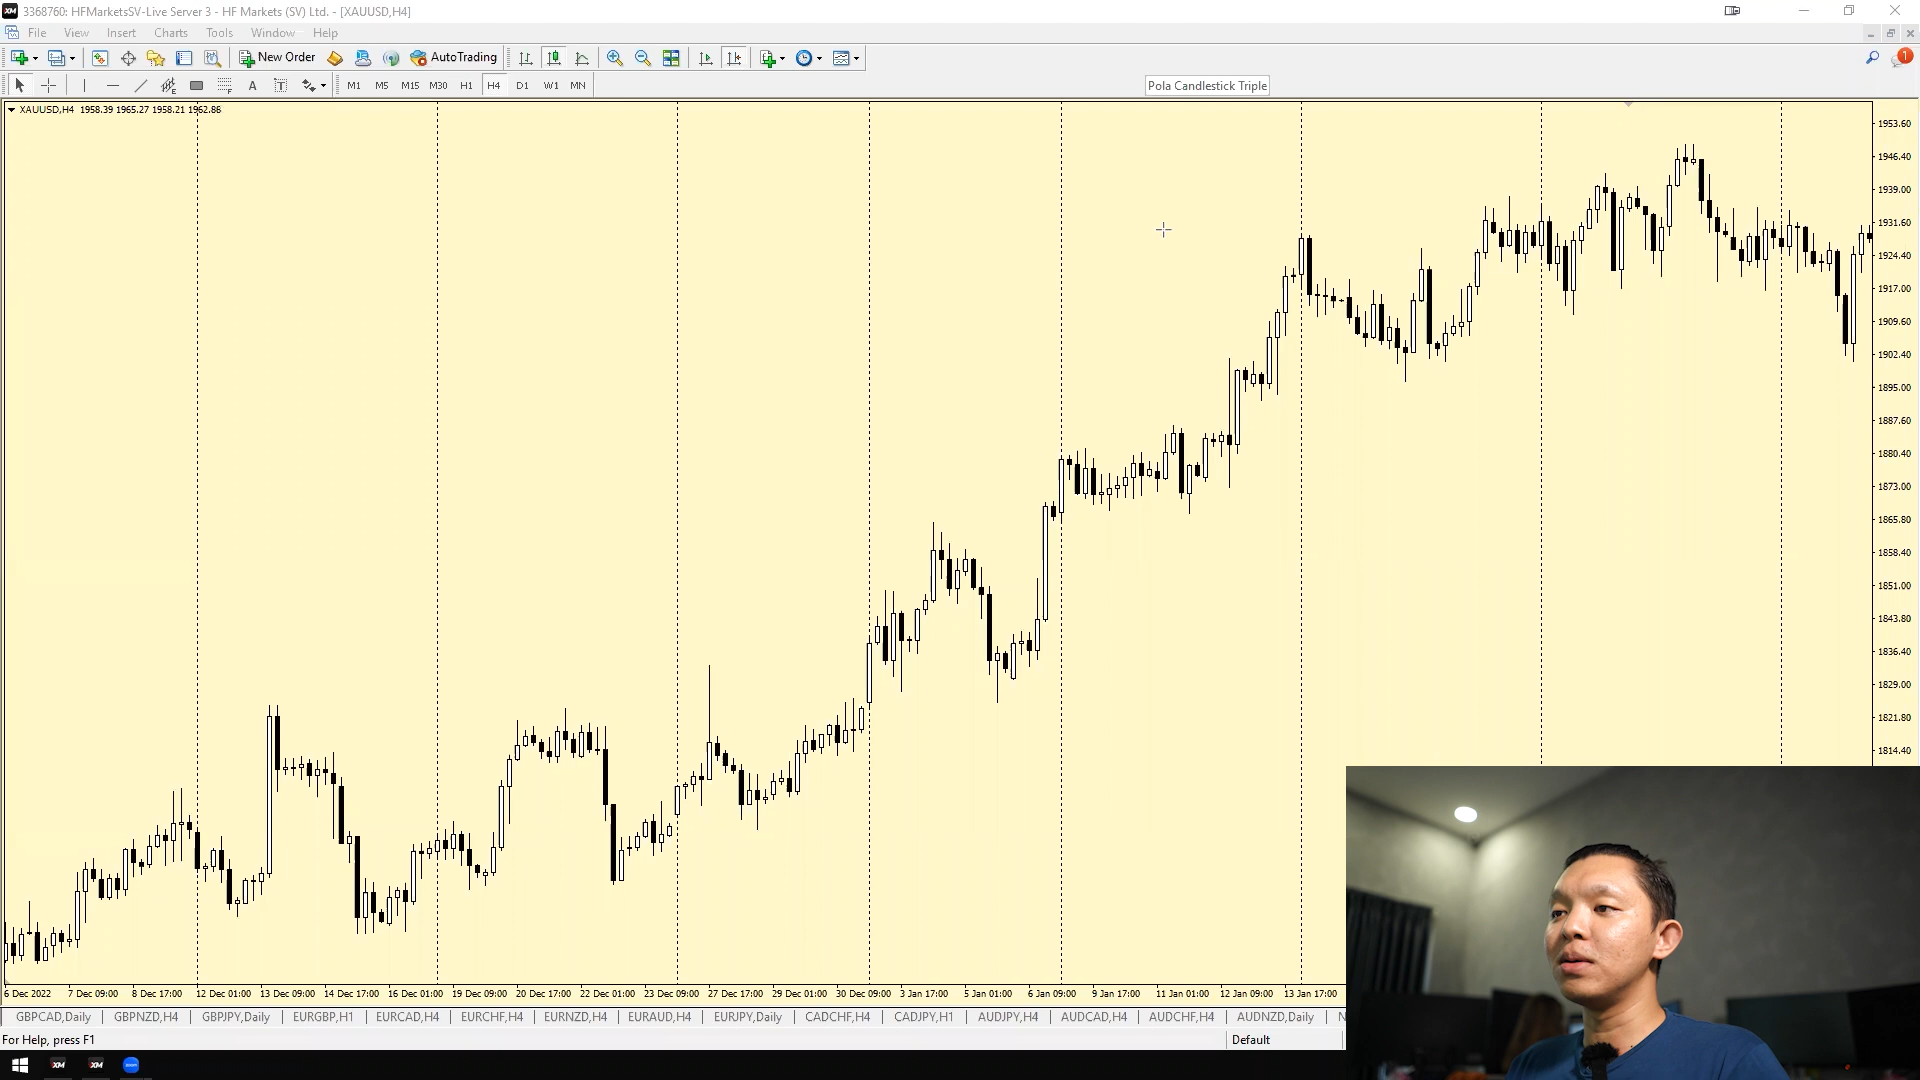 3368760: HFMarketsSV-Live Server 3 - HF Markets (SV) Ltd. - [XAUUSD,H4]
File View Insert Charts Tools Window Help
New Order AutoTrading 1
A T M1 M5 M15 M30 H1 H4 D1 W1 MN
Pola Candlestick Triple
XAUUSD,H4 1958.39 1965.27 1958.21 1962.86
1953.60
1946.40
1939.00
1931.60
1924.40
1917.00
1909.60
1902.40
1895.00
1887.60
1880.40
1873.00
1865.80
1858.40
1851.00
1843.80
1836.40
1829.00
1821.80
1814.40
6 Dec 2022 7 Dec 09:00 8 Dec 17:00 12 Dec 01:00 13 Dec 09:00 14 Dec 17:00 16 Dec 01:00 19 Dec 09:00 20 Dec 17:00 22 Dec 01:00 23 Dec 09:00 27 Dec 17:00 29 Dec 01:00 30 Dec 09:00 3 Jan 17:00 5 Jan 01:00 6 Jan 09:00 9 Jan 17:00 11 Jan 01:00 12 Jan 09:00 13 Jan 17:00
GBPCAD,Daily GBPNZD,H4 GBPJPY,Daily EURGBP,H1 EURCAD,H4 EURCHF,H4 EURNZD,H4 EURAUD,H4 EURJPY,Daily CADCHF,H4 CADJPY,H1 AUDJPY,H4 AUDCAD,H4 AUDCHF,H4 AUDNZD,Daily
For Help, press F1 Default
XM XM zoom